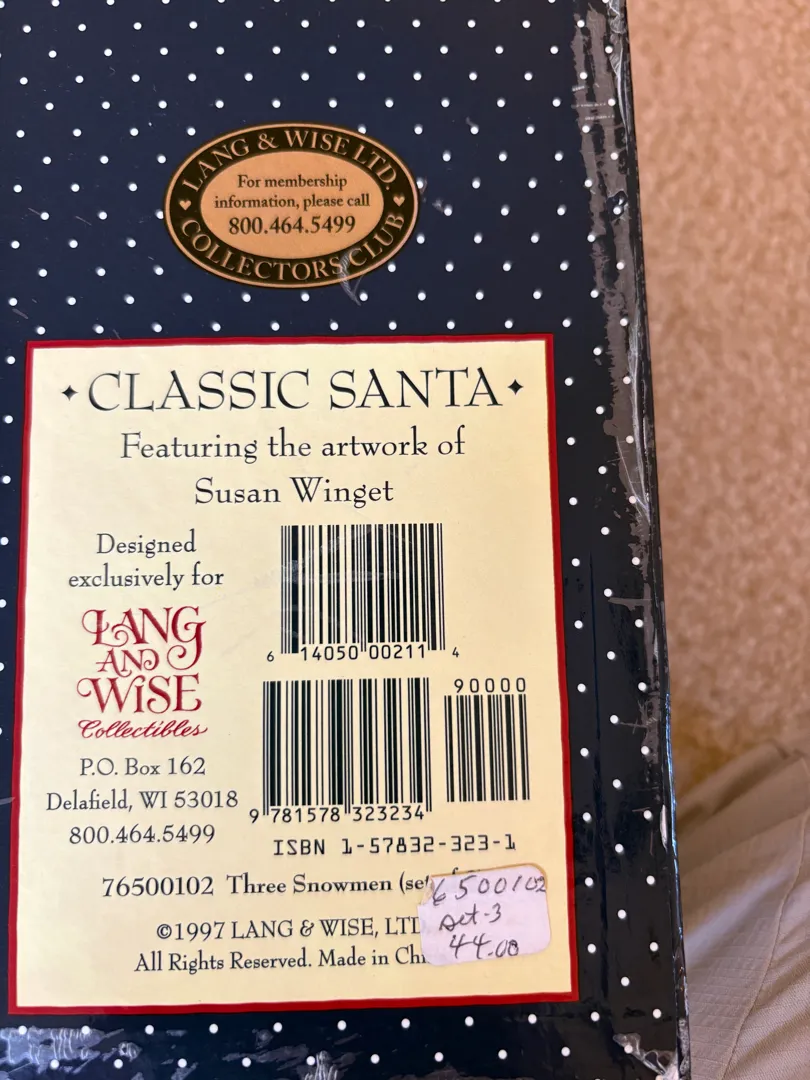 LANG & WISE LTD.
For membership
information, please call
800.464.5499
COLLECTORS CLUB
CLASSIC SANTA
Featuring the artwork of
Susan Winget
Designed
exclusively for
LANG
AND
WISE
Collectibles
P.O. Box 162
Delafield, WI 53018
800.464.5499
6 14050 00211 4
90000
9 781578 323234
ISBN 1-57832-323-1
76500102 Three Snowmen (set
6500102
set-3
44.00
©1997 LANG & WISE, LTD
All Rights Reserved. Made in Chi